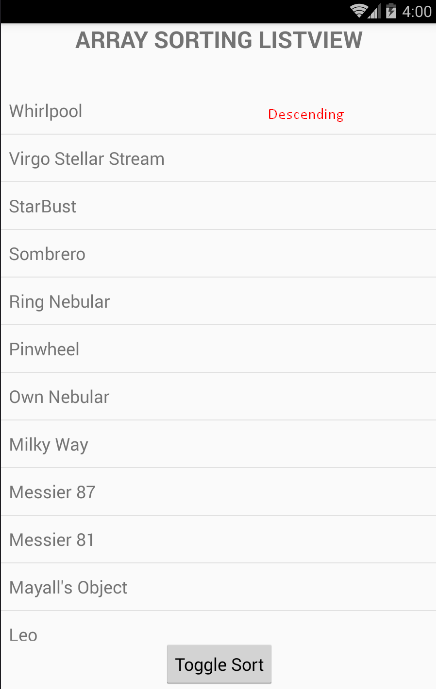 4:00
ARRAY SORTING LISTVIEW
Whirlpool
Descending
Virgo Stellar Stream
StarBust
Sombrero
Ring Nebular
Pinwheel
Own Nebular
Milky Way
Messier 87
Messier 81
Mayall's Object
Leo
Toggle Sort